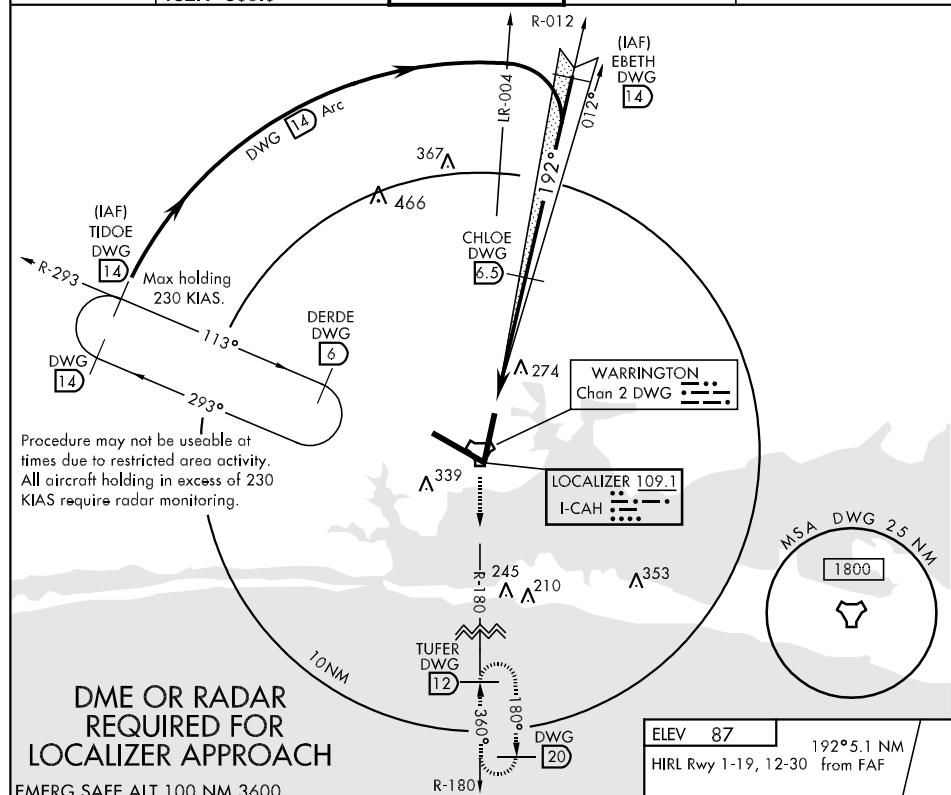 R-012
(IAF)
EBETH
DWG
14
LR-004
012°
DWG 14 Arc
192°
367
466
(IAF)
TIDOE
DWG
14
CHLOE
DWG
6.5
R-293
Max holding
230 KIAS.
113°
DERDE
DWG
6
DWG
14
293°
274
WARRINGTON
Chan 2 DWG
Procedure may not be useable at
times due to restricted area activity.
All aircraft holding in excess of 230
KIAS require radar monitoring.
339
LOCALIZER 109.1
I-CAH
MSA DWG 25 NM
1800
R-180
245
210
353
TUFER
DWG
12
10 NM
360°
180°
DWG
20
R-180
DME OR RADAR
REQUIRED FOR
LOCALIZER APPROACH
EMERG SAFE ALT 100 NM 3600
ELEV 87
HIRL Rwy 1-19, 12-30
192° 5.1 NM
from FAF